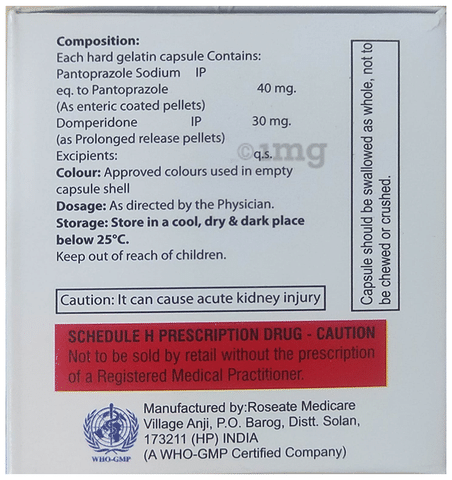 Composition:
Each hard gelatin capsule Contains:
Pantoprazole Sodium IP
eq. to Pantoprazole 40 mg.
(As enteric coated pellets)
Domperidone IP 30 mg.
(as Prolonged release pellets)
Excipients: q.s.
Colour: Approved colours used in empty
capsule shell
Dosage: As directed by the Physician.
Storage: Store in a cool, dry & dark place
below 25°C.
Keep out of reach of children.
Capsule should be swallowed as whole, not to
be chewed or crushed.
Caution: It can cause acute kidney injury
SCHEDULE H PRESCRIPTION DRUG - CAUTION
Not to be sold by retail without the prescription
of a Registered Medical Practitioner.
Manufactured by:Roseate Medicare
Village Anji, P.O. Barog, Distt. Solan,
173211 (HP) INDIA
(A WHO-GMP Certified Company)
WHO-GMP
©1mg